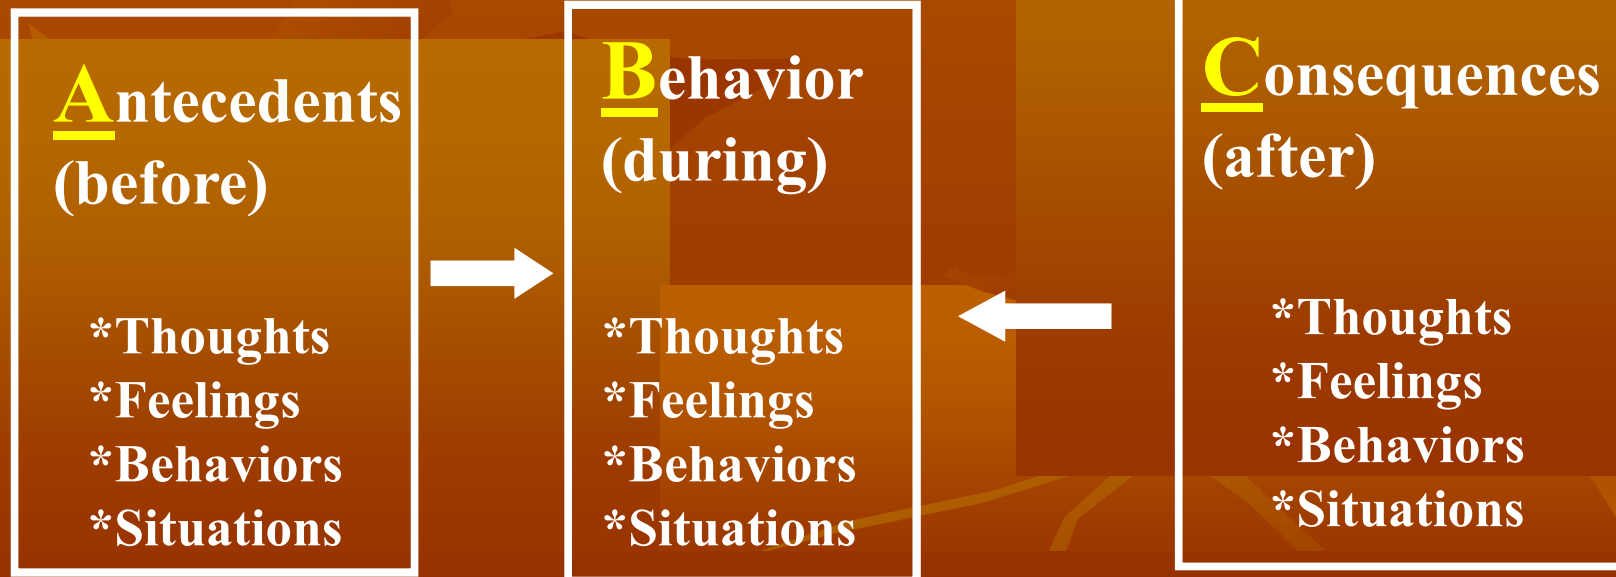 Antecedents
(before)
*Thoughts
*Feelings
*Behaviors
*Situations
Behavior
(during)
*Thoughts
*Feelings
*Behaviors
*Situations
Consequences
(after)
*Thoughts
*Feelings
*Behaviors
*Situations